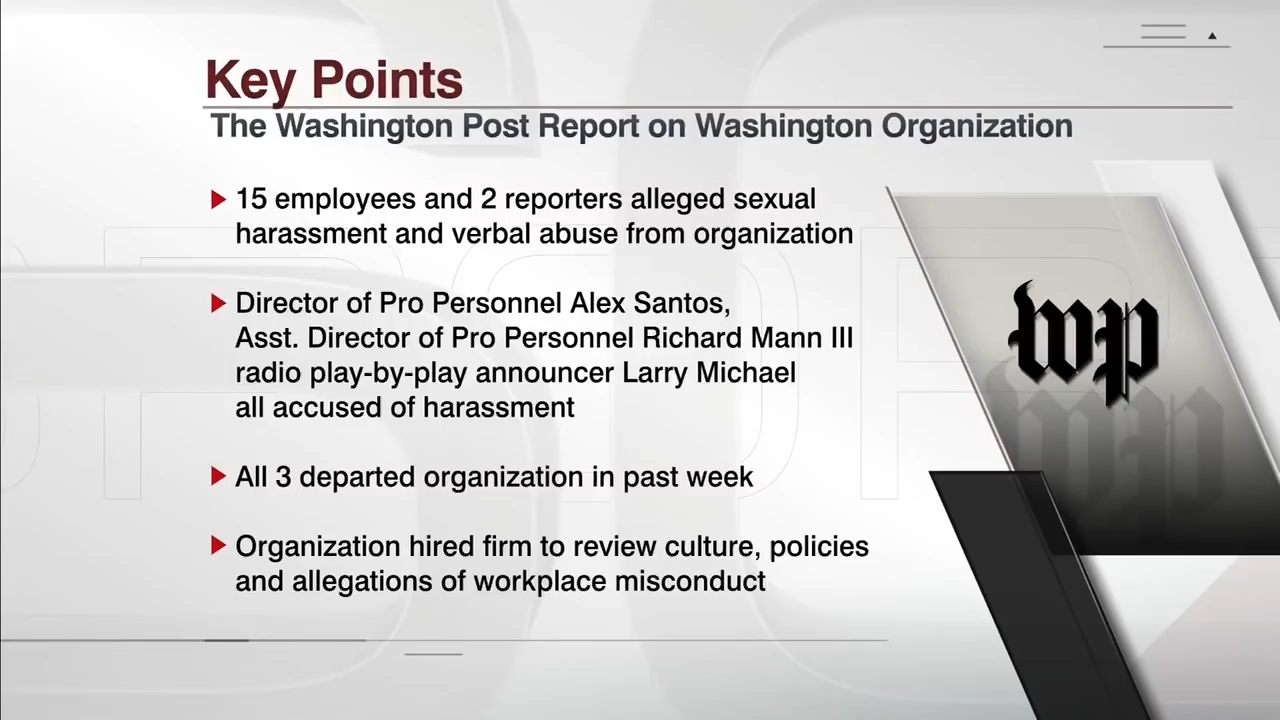 Key Points
The Washington Post Report on Washington Organization
15 employees and 2 reporters alleged sexual
harassment and verbal abuse from organization
Director of Pro Personnel Alex Santos,
Asst. Director of Pro Personnel Richard Mann III
radio play-by-play announcer Larry Michael
all accused of harassment
All 3 departed organization in past week
Organization hired firm to review culture, policies
and allegations of workplace misconduct
wp